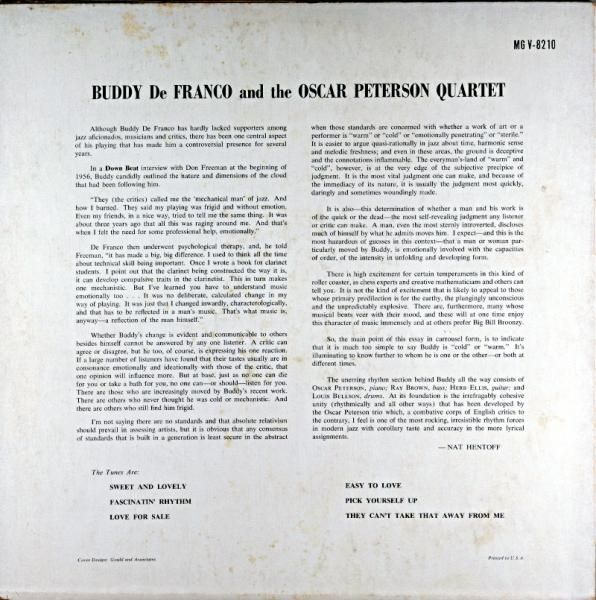 MG V-8210
BUDDY De FRANCO and the OSCAR PETERSON QUARTET
Although Buddy De Franco has hardly lacked supporters among
jazz aficionados, musicians and critics, there has been one central aspect
of his playing that has made him a controversial presence for several
years.
In a Down Beat interview with Don Freeman at the beginning of
1956, Buddy candidly outlined the nature and dimensions of the cloud
that had been following him.
"They (the critics) called me the 'mechanical man' of jazz. And
how I burned. They said my playing was frigid and without emotion.
Even my friends, in a nice way, tried to tell me the same thing. It was
about three years ago that all this was raging around me. And that's
when I felt the need for some professional help, emotionally."
De Franco then underwent psychological therapy, and, he told
Freeman, "it has made a big, big difference. I used to think all the time
about technical skill being important. Once I wrote a book for clarinet
students. I point out that the clarinet being constructed the way it is,
it can develop compulsive traits in the clarinetist. This in turn makes
one mechanistic. But I've learned you have to understand music
emotionally too . . . It was no deliberate, calculated change in my
way of playing. It was just that I changed inwardly, characterologically,
and that has to be reflected in a man's music. That's what music is,
anyway—a reflection of the man himself."
Whether Buddy's change is evident and communicable to others
besides himself cannot be answered by any one listener. A critic can
agree or disagree, but he too, of course, is expressing his one reaction.
If a large number of listeners have found that their tastes usually are in
consonance emotionally and ideationally with those of the critic, that
one opinion will influence more. But at base, just as no one can die
for you or take a bath for you, no one can—or should—listen for you.
There are those who are increasingly moved by Buddy's recent work.
There are others who never thought he was cold or mechanistic. And
there are others who still find him frigid.
I'm not saying there are no standards and that absolute relativism
should prevail in assessing artists, but it is obvious that any consensus
of standards that is built in a generation is least secure in the abstract
when those standards are concerned with whether a work of art or a
performer is "warm" or "cold" or "emotionally penetrating" or "sterile."
It is easier to argue quasi-rationally in jazz about time, harmonic sense
and melodic freshness; and even in these areas, the ground is deceptive
and the connotations inflammable. The everyman's-land of "warm" and
"cold", however, is at the very edge of the subjective precipice of
judgment. It is the most vital judgment one can make, and because of
the immediacy of its nature, it is usually the judgment most quickly,
daringly and sometimes woundingly made.
It is also—this determination of whether a man and his work is
of the quick or the dead—the most self-revealing judgment any listener
or critic can make. A man, even the most sternly introverted, discloses
much of himself by what he admits moves him. I expect—and this is the
most hazardous of guesses in this context—that a man or woman par-
ticularly moved by Buddy, is emotionally involved with the capacities
of order, of the intensity in unfolding and developing form.
There is high excitement for certain temperaments in this kind of
roller coaster, as chess experts and creative mathematicians and others can
tell you. It is not the kind of excitement that is likely to appeal to those
whose primary predilection is for the earthy, the plungingly unconscious
and the unpredictably explosive. There are, furthermore, many whose
musical beats veer with their mood, and these will at one time enjoy
this character of music immensely and at others prefer Big Bill Broonzy.
So, the main point of this essay in carrousel form, is to indicate
that it is much too simple to say Buddy is "cold" or "warm." It's
illuminating to know further to whom he is one or the other—or both at
different times.
The unerring rhythm section behind Buddy all the way consists of
OSCAR PETERSON, piano; RAY BROWN, bass; HERB ELLIS, guitar; and
LOUIS BELLSON, drums. At its foundation is the irrefragably cohesive
unity (rhythmically and all other ways) that has been developed by
the Oscar Peterson trio which, a combative corps of English critics to
the contrary, I feel is one of the most rocking, irresistible rhythm forces
in modern jazz with corollary taste and accuracy in the more lyrical
assignments.
—NAT HENTOFF
The Tunes Are:
SWEET AND LOVELY
FASCINATIN' RHYTHM
LOVE FOR SALE
EASY TO LOVE
PICK YOURSELF UP
THEY CAN'T TAKE THAT AWAY FROM ME
Cover Design: Gould and Associates
Printed in U.S.A.